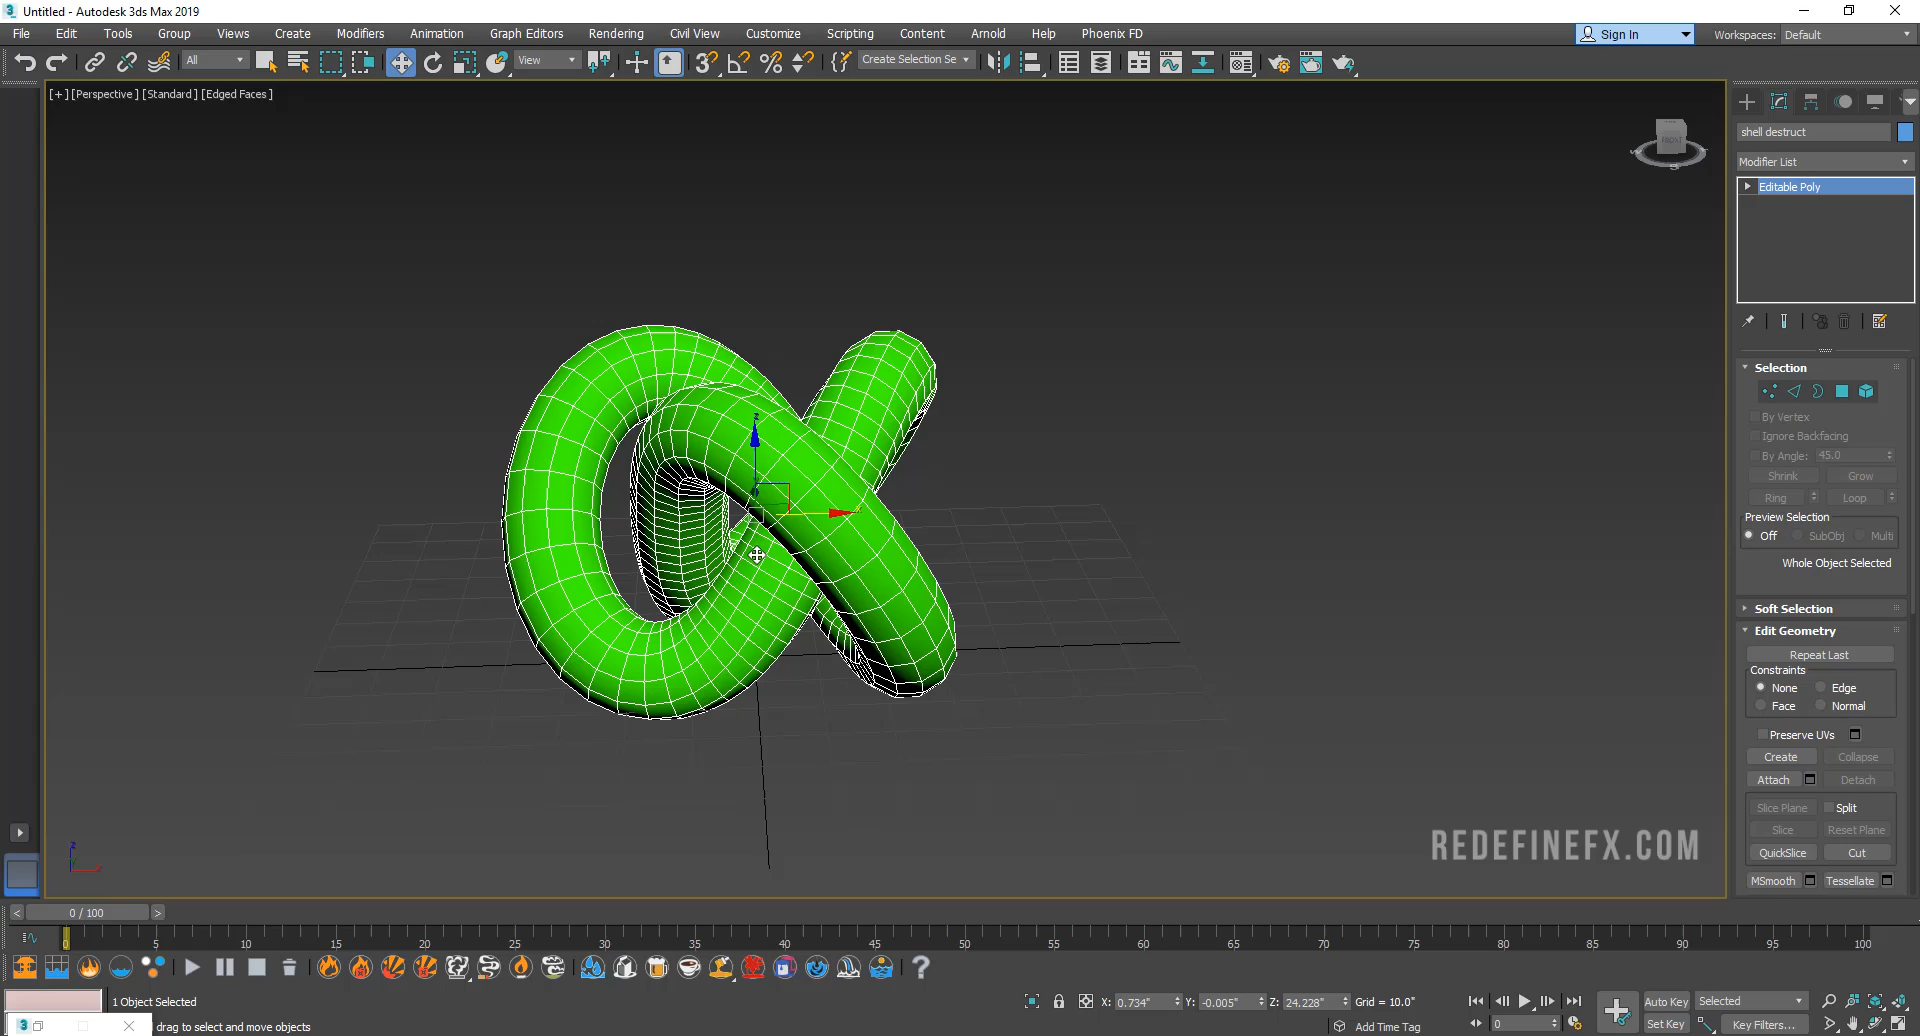 Untitled - Autodesk 3ds Max 2019
File Edit Tools Group Views Create Modifiers Animation Graph Editors Rendering Civil View Customize Scripting Content Arnold Help Phoenix FD
Sign In Workspaces: Default
All View Create Selection Se
[+] [Perspective] [Standard] [Edged Faces]
FRONT
S
shell destruct
Modifier List
Editable Poly
Selection
By Vertex
Ignore Backfacing
By Angle: 45.0
Shrink Grow
Ring Loop
Preview Selection
Off SubObj Multi
Whole Object Selected
Soft Selection
Edit Geometry
Repeat Last
Constraints
None Edge
Face Normal
Preserve UVs
Create Collapse
Attach Detach
Slice Plane Split
Slice Reset Plane
QuickSlice Cut
MSmooth Tessellate
z
x
z
REDEFINEFX.COM
< 0 / 100 >
0 5 10 15 20 25 30 35 40 45 50 55 60 65 70 75 80 85 90 95 100
1 Object Selected
X: 0.734" Y: -0.005" Z: 24.228" Grid = 10.0"
Auto Key Selected
drag to select and move objects
Add Time Tag
0
Set Key Key Filters...